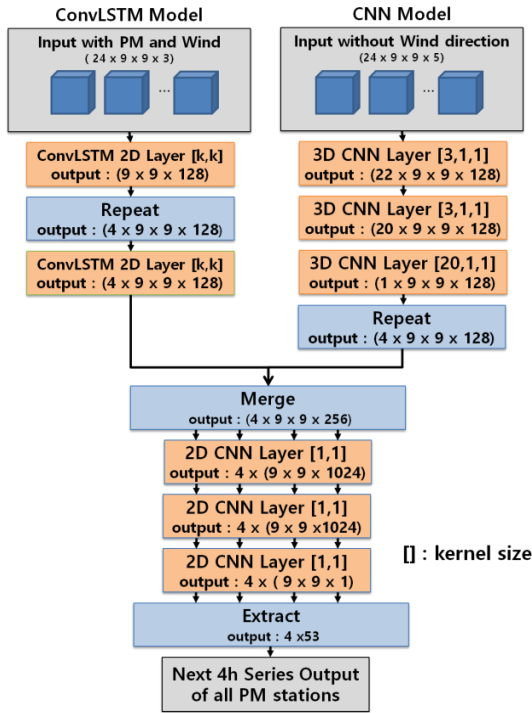 ConvLSTM Model
Input with PM and Wind
( 24 x 9 x 9 x 3 )
...
ConvLSTM 2D Layer [k,k]
output : (9 x 9 x 128)
Repeat
output : (4 x 9 x 9 x 128)
ConvLSTM 2D Layer [k,k]
output : (4 x 9 x 9 x 128)
CNN Model
Input without Wind direction
(24 x 9 x 9 x 5 )
...
3D CNN Layer [3,1,1]
output : (22 x 9 x 9 x 128)
3D CNN Layer [3,1,1]
output : (20 x 9 x 9 x 128)
3D CNN Layer [20,1,1]
output : (1 x 9 x 9 x 128)
Repeat
output : (4 x 9 x 9 x 128)
Merge
output : (4 x 9 x 9 x 256)
2D CNN Layer [1,1]
output : 4 x (9 x 9 x 1024)
2D CNN Layer [1,1]
output : 4 x (9 x 9 x1024)
2D CNN Layer [1,1]
output : 4 x ( 9 x 9 x 1)
Extract
output : 4 x53
Next 4h Series Output
of all PM stations
[] : kernel size